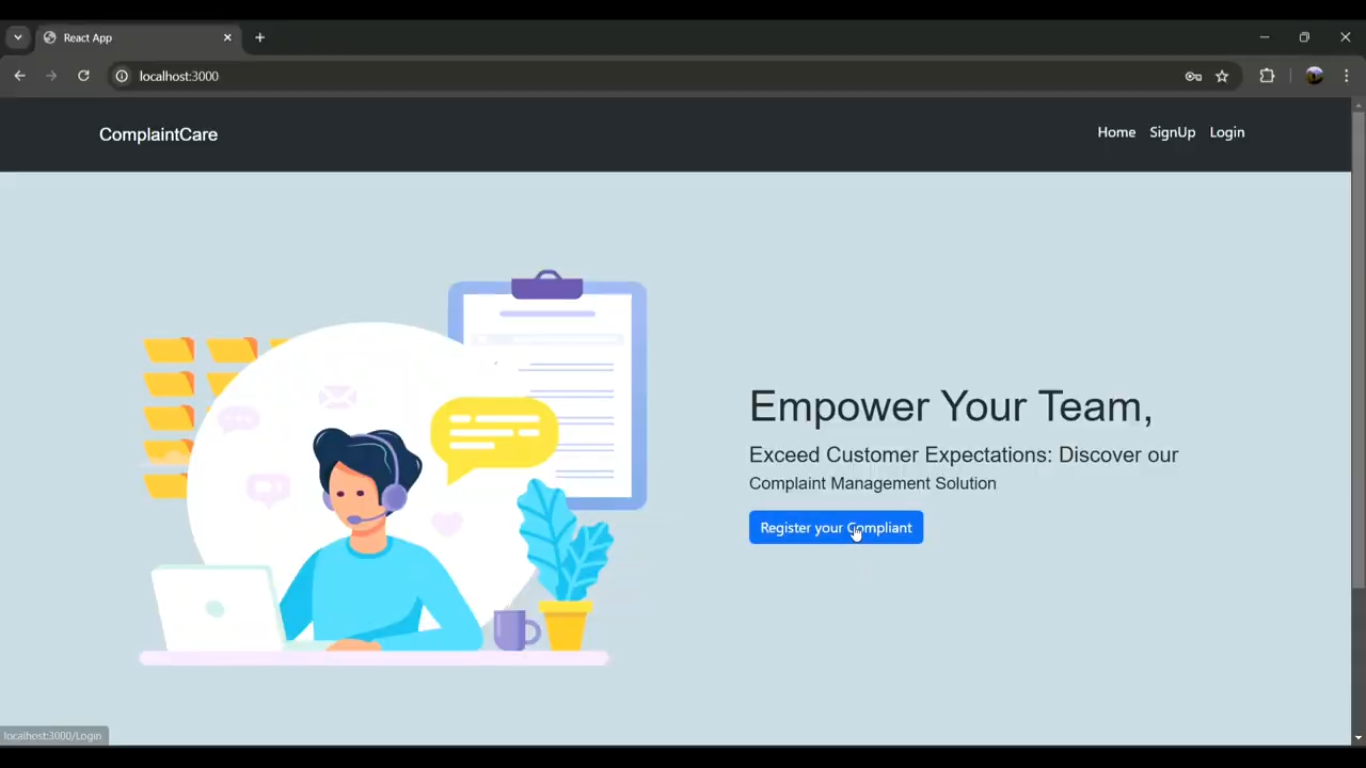 React App
localhost:3000
ComplaintCare
Home SignUp Login
Empower Your Team,
Exceed Customer Expectations: Discover our
Complaint Management Solution
Register your Compliant
localhost:3000/Login